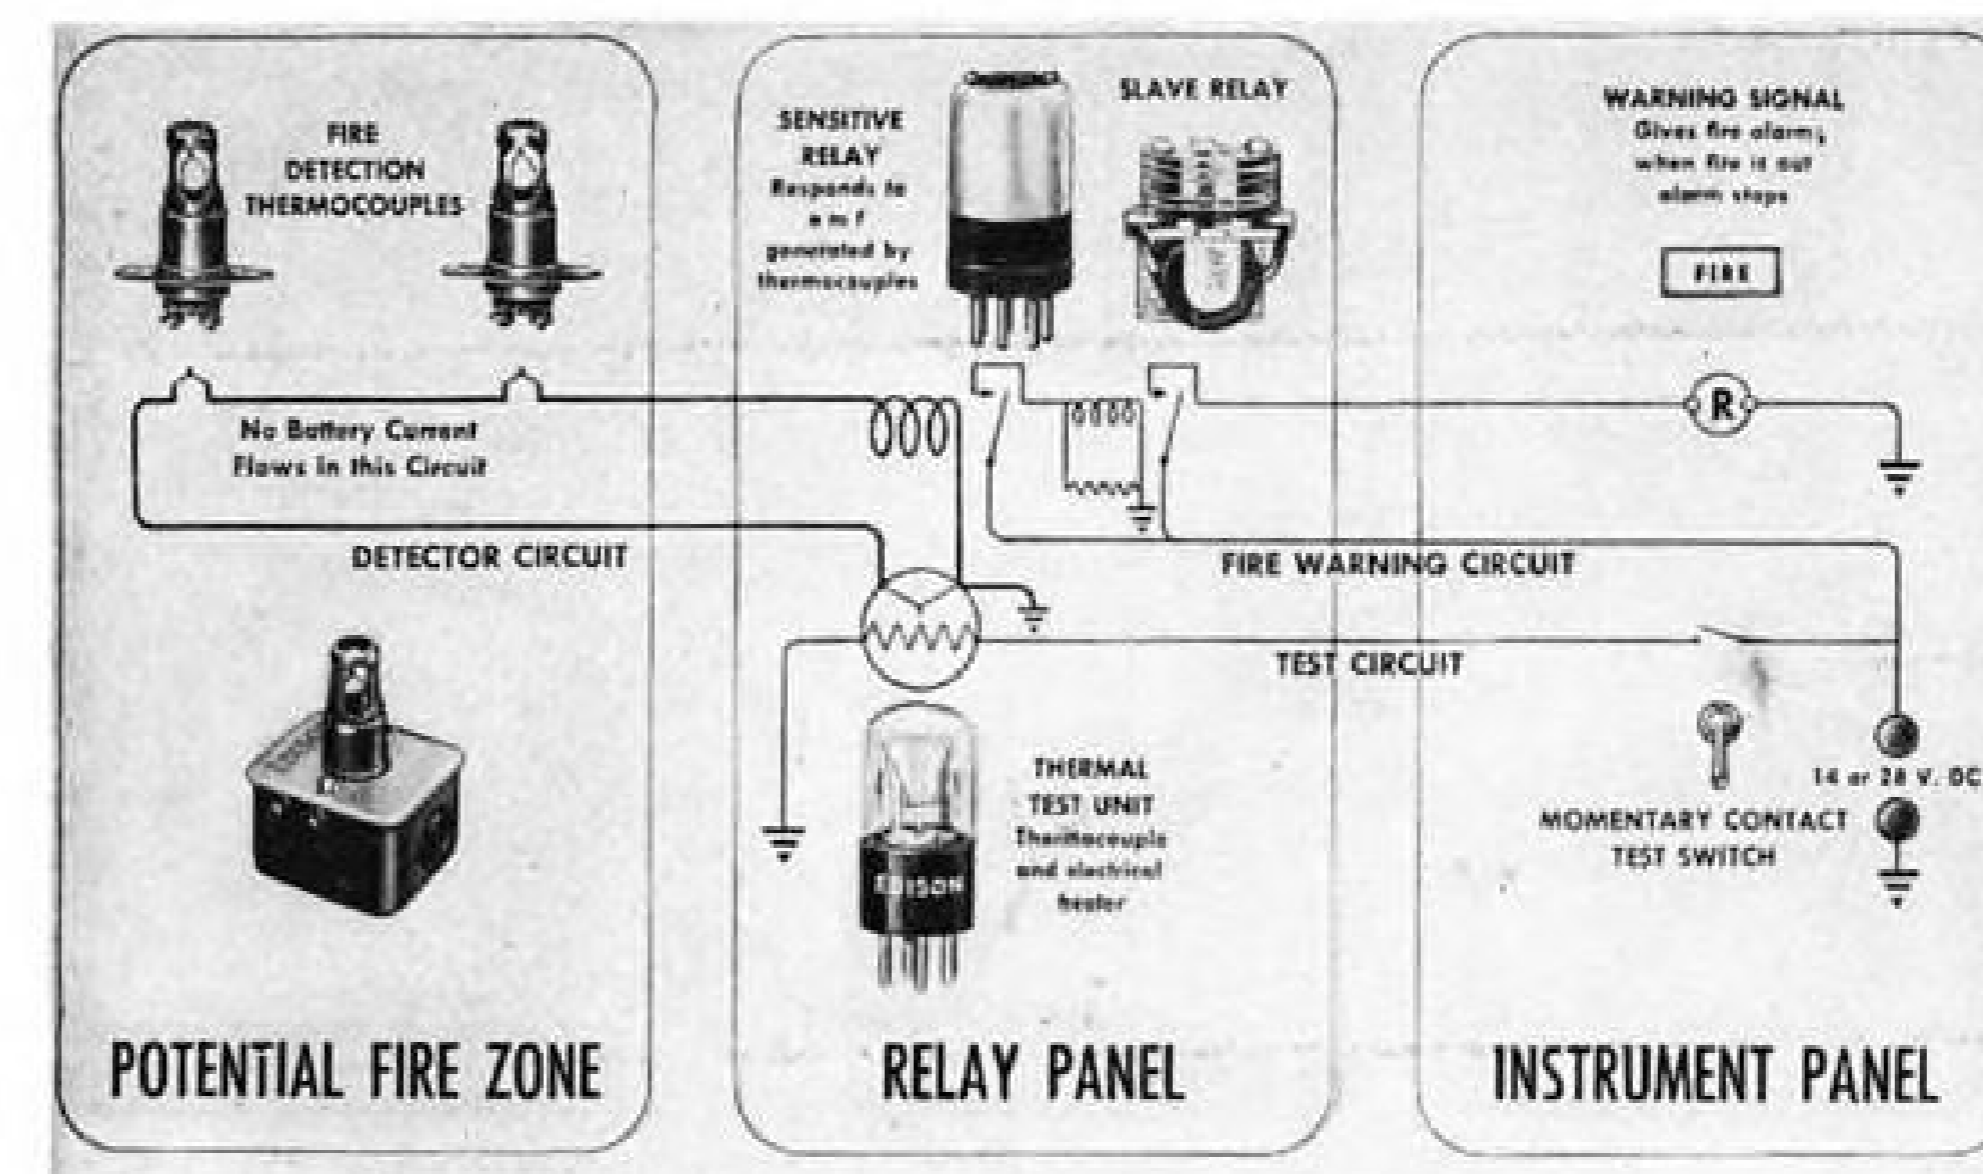 FIRE
DETECTION
THERMOCOUPLES
No Battery Current
Flows in this Circuit
DETECTOR CIRCUIT
POTENTIAL FIRE ZONE
SENSITIVE
RELAY
Responds to
e m f
generated by
thermocouples
SLAVE RELAY
FIRE WARNING CIRCUIT
TEST CIRCUIT
THERMAL
TEST UNIT
Thermocouple
and electrical
heater
EDISON
RELAY PANEL
WARNING SIGNAL
Gives fire alarm;
when fire is out
alarm stops
FIRE
R
14 or 28 V. DC
MOMENTARY CONTACT
TEST SWITCH
INSTRUMENT PANEL